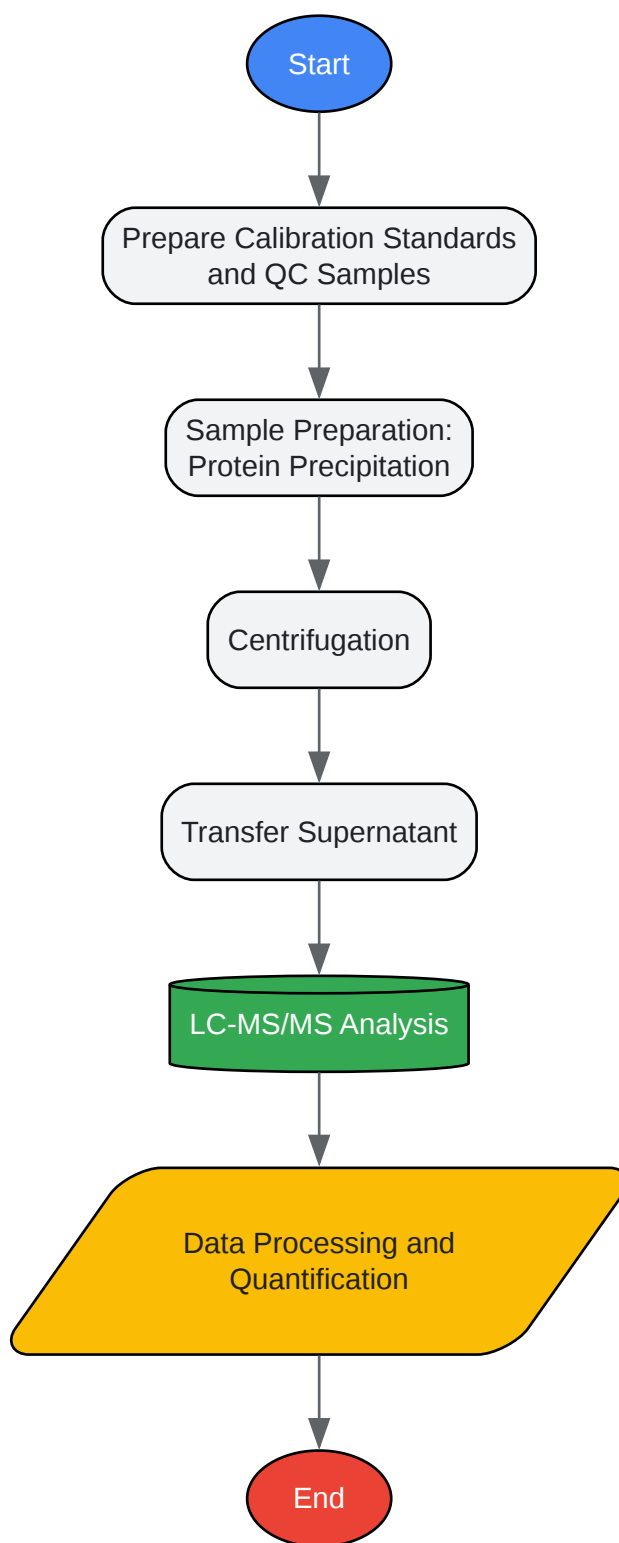 Start
Prepare Calibration Standards
and QC Samples
Sample Preparation:
Protein Precipitation
Centrifugation
Transfer Supernatant
LC-MS/MS Analysis
Data Processing and
Quantification
End